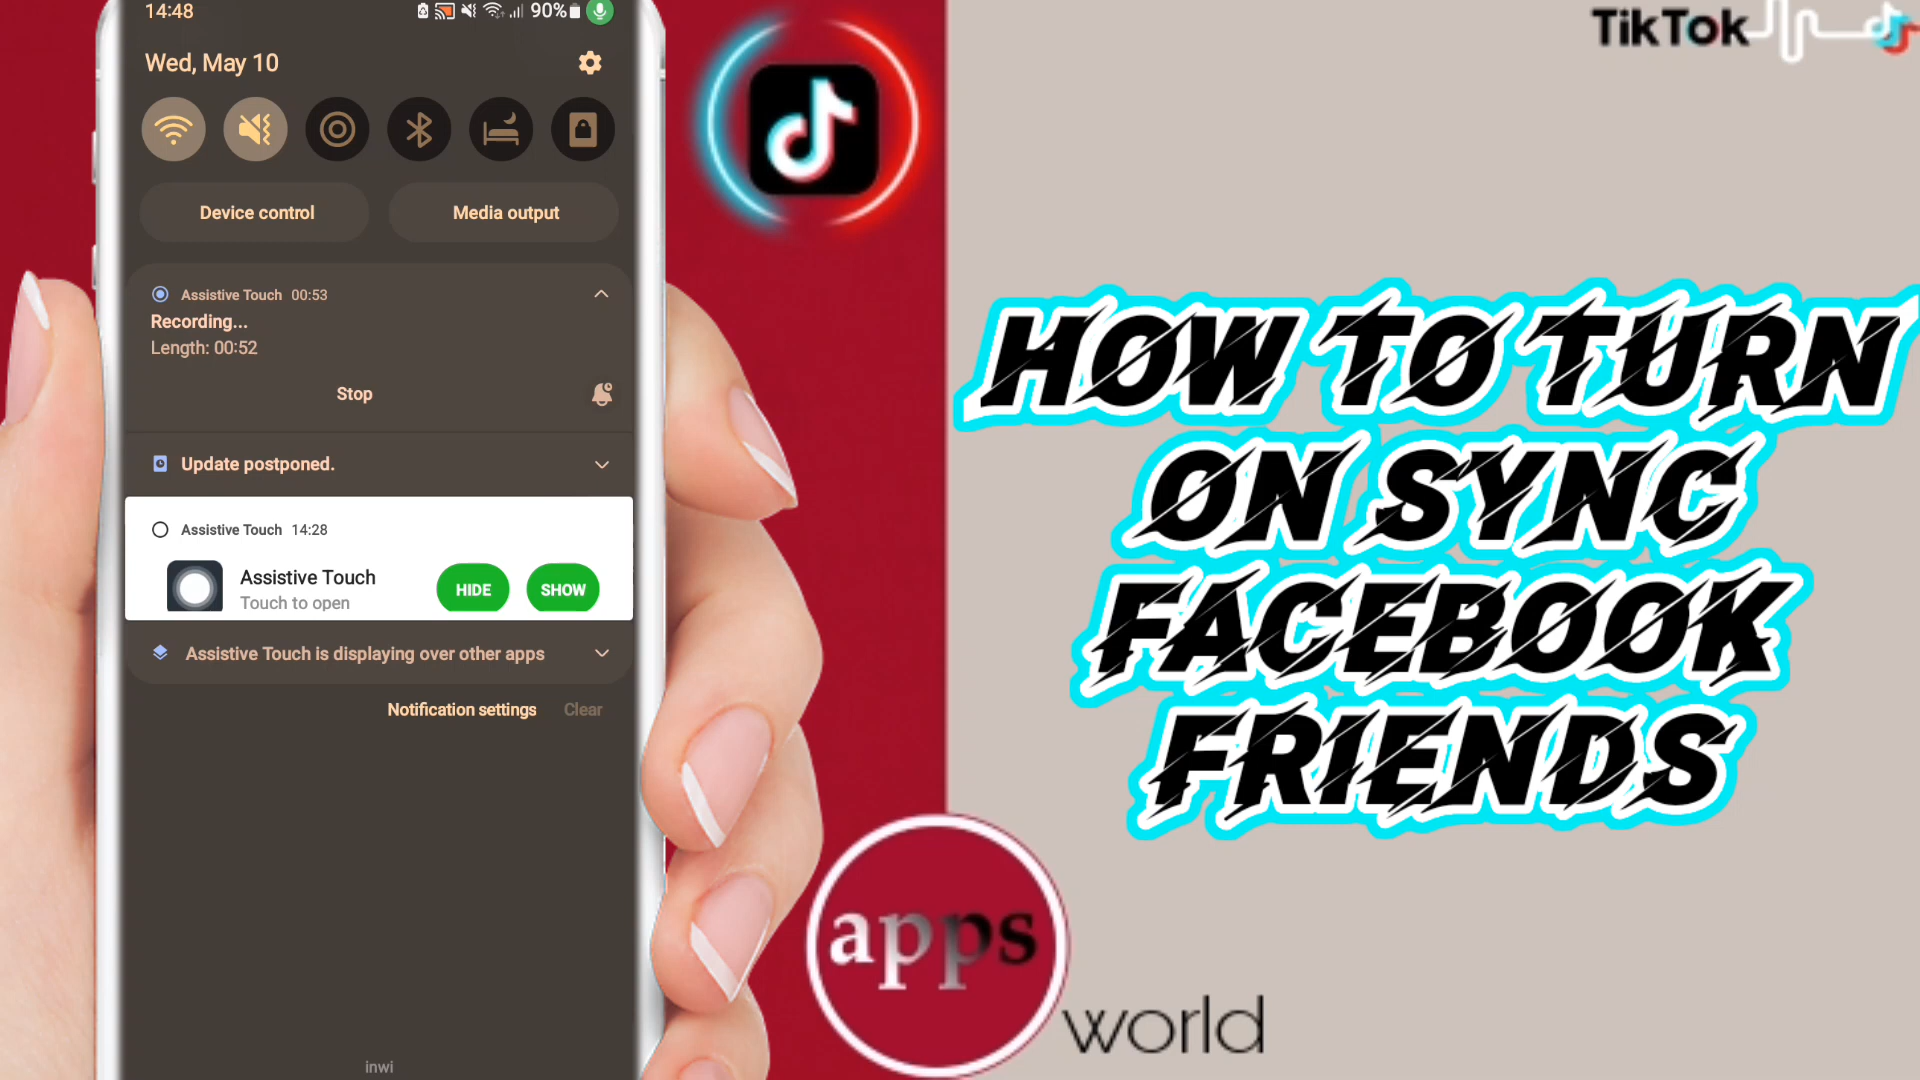 14:48
90%
Wed, May 10
Device control
Media output
Assistive Touch 00:53
Recording...
Length: 00:52
Stop
Update postponed.
Assistive Touch 14:28
Assistive Touch
Touch to open
HIDE
SHOW
Assistive Touch is displaying over other apps
Notification settings
Clear
inwi
TikTok
HOW TO TURN
ON SYNC
FACEBOOK
FRIENDS
apps
world